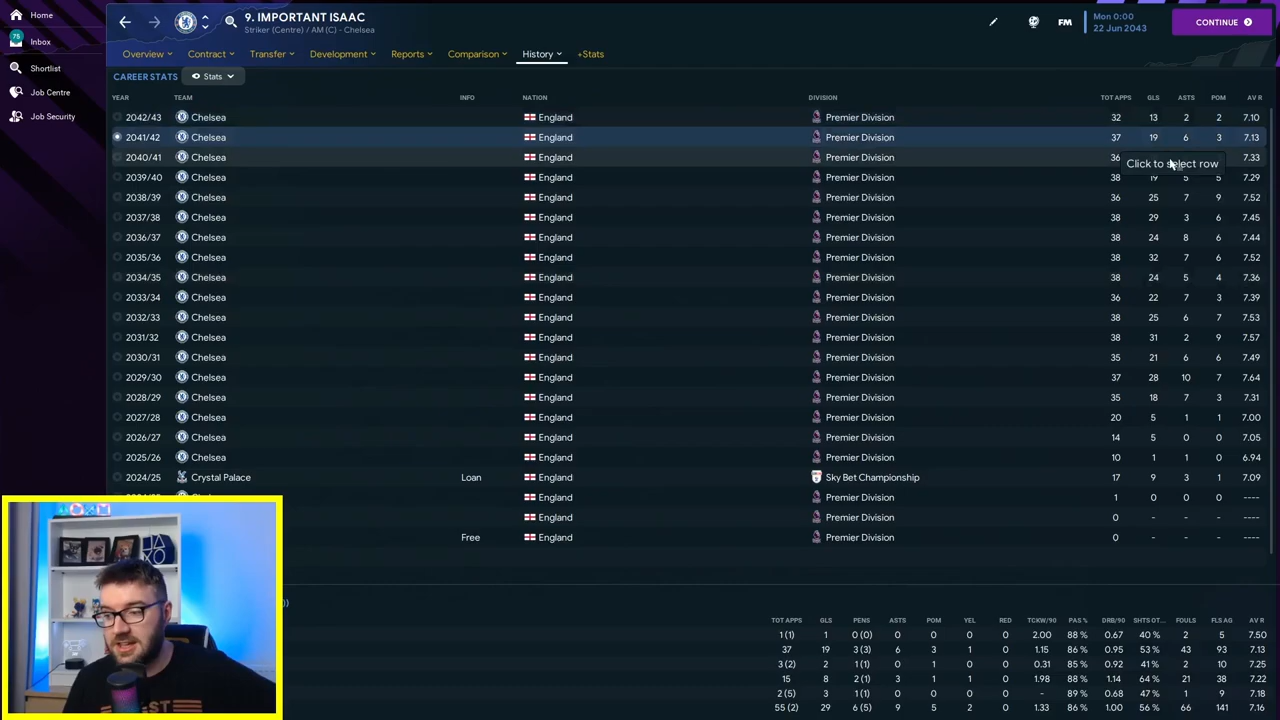 Home
75
Inbox
Shortlist
Job Centre
Job Security
9. IMPORTANT ISAAC
Striker (Centre) / AM (C) - Chelsea
FM
Mon 0:00
22 Jun 2043
CONTINUE
Overview Contract Transfer Development Reports Comparison History +Stats
CAREER STATS Stats
YEAR TEAM INFO NATION DIVISION TOT APPS GLS ASTS POM AV R
2042/43 Chelsea England Premier Division 32 13 2 2 7.10
2041/42 Chelsea England Premier Division 37 19 6 3 7.13
2040/41 Chelsea England Premier Division 36 7.33
Click to select row
2039/40 Chelsea England Premier Division 38 19 5 5 7.29
2038/39 Chelsea England Premier Division 36 25 7 9 7.52
2037/38 Chelsea England Premier Division 38 29 3 6 7.45
2036/37 Chelsea England Premier Division 38 24 8 6 7.44
2035/36 Chelsea England Premier Division 38 32 7 6 7.52
2034/35 Chelsea England Premier Division 38 24 5 4 7.36
2033/34 Chelsea England Premier Division 36 22 7 3 7.39
2032/33 Chelsea England Premier Division 38 25 6 7 7.53
2031/32 Chelsea England Premier Division 38 31 2 9 7.57
2030/31 Chelsea England Premier Division 35 21 6 6 7.49
2029/30 Chelsea England Premier Division 37 28 10 7 7.64
2028/29 Chelsea England Premier Division 35 18 7 3 7.31
2027/28 Chelsea England Premier Division 20 5 1 1 7.00
2026/27 Chelsea England Premier Division 14 5 0 0 7.05
2025/26 Chelsea England Premier Division 10 1 1 0 6.94
2024/25 Crystal Palace Loan England Sky Bet Championship 17 9 3 1 7.09
England Premier Division 1 0 0 0 ----
England Premier Division 0 - - - ----
Free England Premier Division 0 - - - ----
TOT APPS GLS PENS ASTS POM YEL RED TCKW/90 PAS % DRB/90 SHTS OT... FOULS FLS AG AV R
1 (1) 1 0 (0) 0 0 0 0 2.00 88 % 0.67 40 % 2 5 7.50
37 19 3 (3) 6 3 1 0 1.15 86 % 0.95 53 % 43 93 7.13
3 (2) 2 1 (1) 0 0 0 0 0.31 85 % 0.92 41 % 2 10 7.25
15 8 2 (1) 3 1 1 0 1.98 88 % 1.14 64 % 21 38 7.22
2 (5) 3 1 (1) 0 0 0 0 88 % 0.68 47 % 1 7.18
55 (2) 29 6 (5) 5 2 0 1.33 86 % 1.00 56 % 66 141 7.16